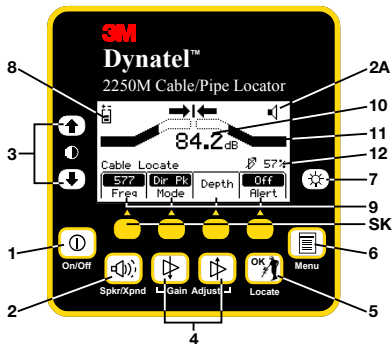 3M
Dynatel™
2250M Cable/Pipe Locator
8
2A
10
84.2dB
11
3
Cable Locate
57%
12
577
Dir Pk
Depth
Off
Freq
Mode
Alert
7
9
SK
1
On/Off
Menu
6
OK
2
Spkr/Xpnd
Gain Adjust
Locate
5
4